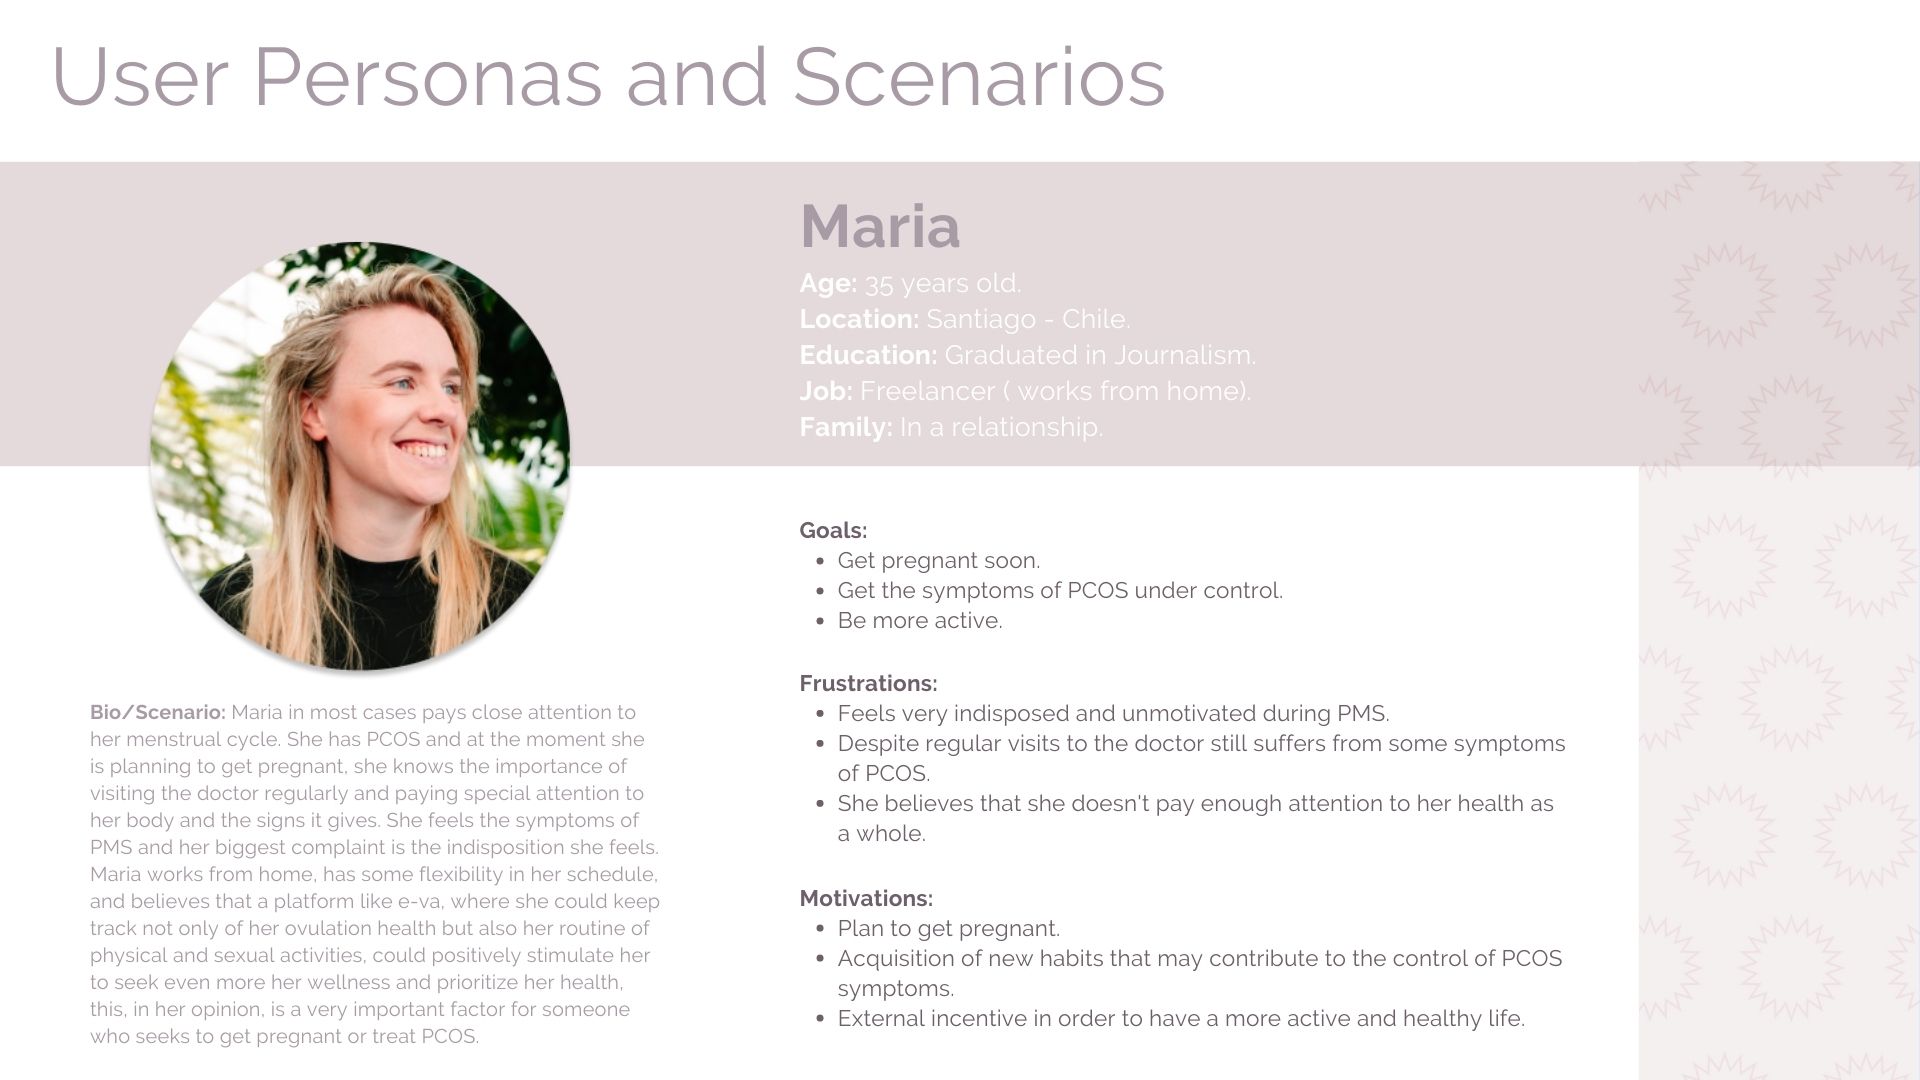 User Personas and Scenarios
Maria
Age: 35 years old.
Location: Santiago - Chile.
Education: Graduated in Journalism.
Job: Freelancer ( works from home).
Family: In a relationship.
Bio/Scenario: Maria in most cases pays close attention to
her menstrual cycle. She has PCOS and at the moment she
is planning to get pregnant, she knows the importance of
visiting the doctor regularly and paying special attention to
her body and the signs it gives. She feels the symptoms of
PMS and her biggest complaint is the indisposition she feels.
Maria works from home, has some flexibility in her schedule,
and believes that a platform like e-va, where she could keep
track not only of her ovulation health but also her routine of
physical and sexual activities, could positively stimulate her
to seek even more her wellness and prioritize her health,
this, in her opinion, is a very important factor for someone
who seeks to get pregnant or treat PCOS.
Goals:
• Get pregnant soon.
• Get the symptoms of PCOS under control.
• Be more active.
Frustrations:
• Feels very indisposed and unmotivated during PMS.
• Despite regular visits to the doctor still suffers from some symptoms
of PCOS.
• She believes that she doesn't pay enough attention to her health as
a whole.
Motivations:
• Plan to get pregnant.
• Acquisition of new habits that may contribute to the control of PCOS
symptoms.
• External incentive in order to have a more active and healthy life.